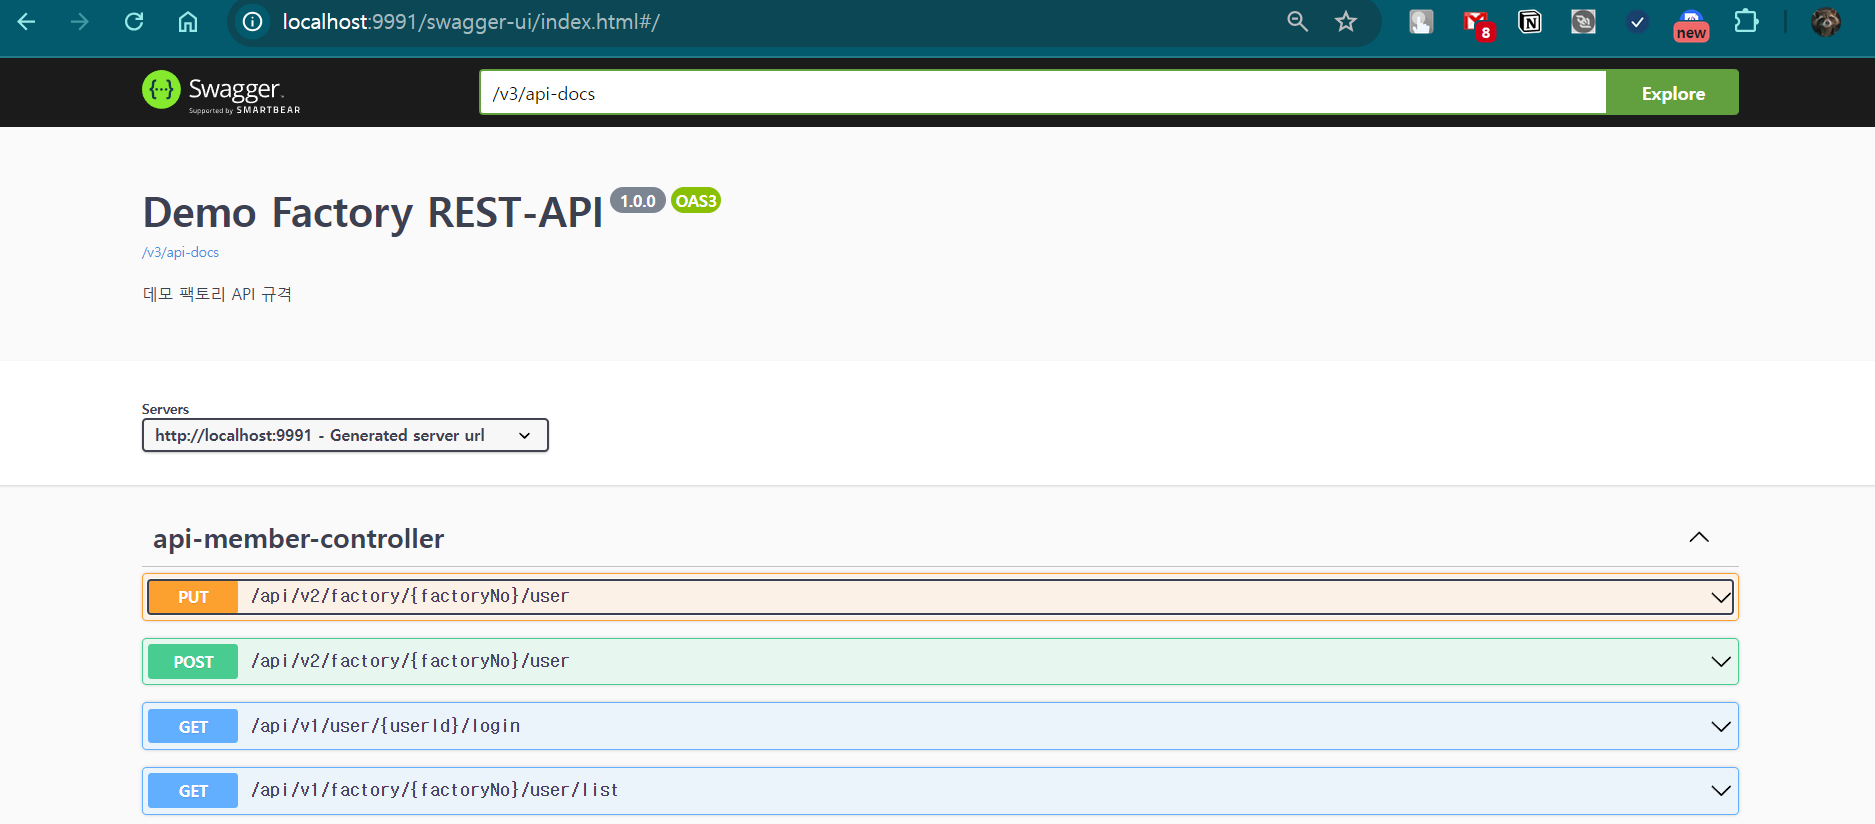 localhost:9991/swagger-ui/index.html#/
8
new
Swagger
Supported by SMARTBEAR
/v3/api-docs
Explore
Demo Factory REST-API 1.0.0 OAS3
/v3/api-docs
데모 팩토리 API 규격
Servers
http://localhost:9991 - Generated server url
api-member-controller
PUT /api/v2/factory/{factoryNo}/user
POST /api/v2/factory/{factoryNo}/user
GET /api/v1/user/{userId}/login
GET /api/v1/factory/{factoryNo}/user/list